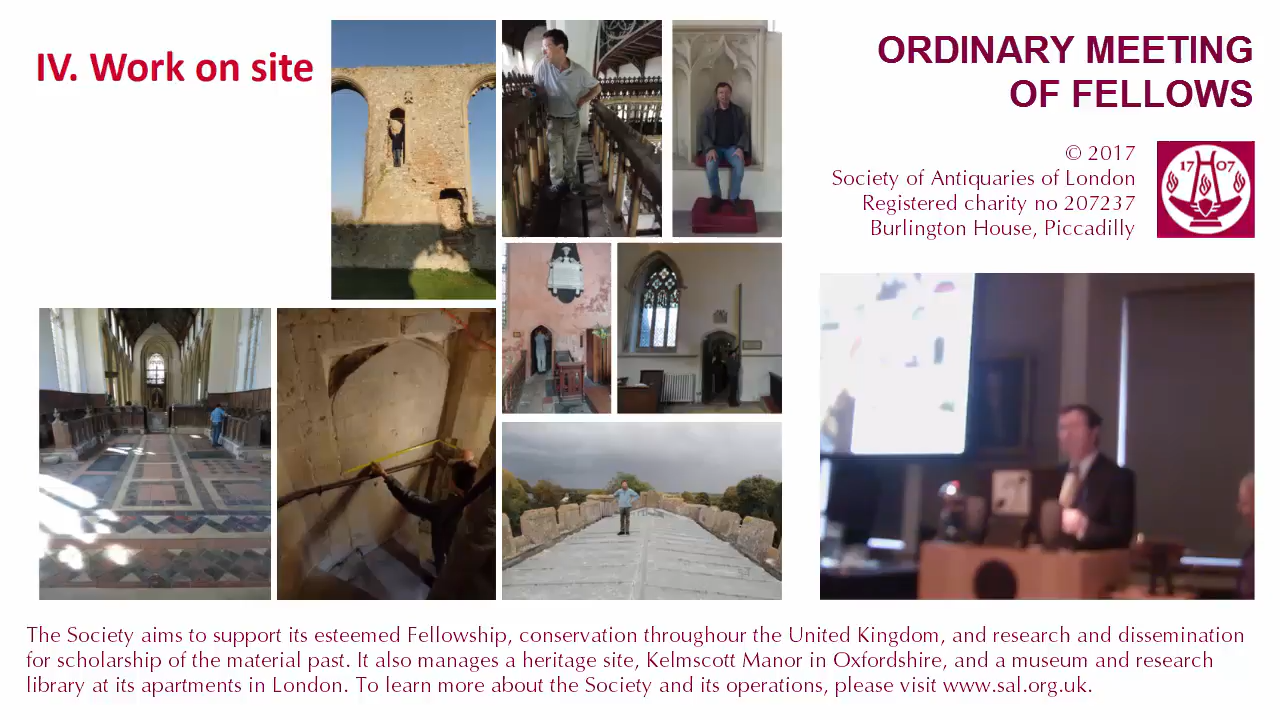 IV. Work on site
ORDINARY MEETING
OF FELLOWS
© 2017
Society of Antiquaries of London
Registered charity no 207237
Burlington House, Piccadilly
17 07
The Society aims to support its esteemed Fellowship, conservation throughour the United Kingdom, and research and dissemination
for scholarship of the material past. It also manages a heritage site, Kelmscott Manor in Oxfordshire, and a museum and research
library at its apartments in London. To learn more about the Society and its operations, please visit www.sal.org.uk.